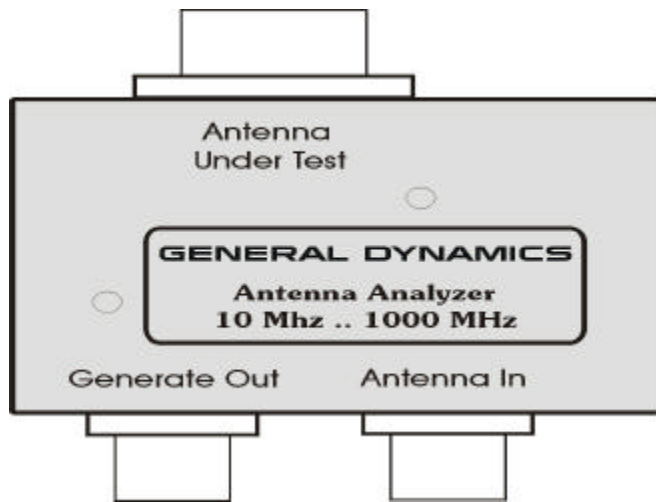 Antenna
Under Test
GENERAL DYNAMICS
Antenna Analyzer
10 Mhz .. 1000 MHz
Generate Out
Antenna In